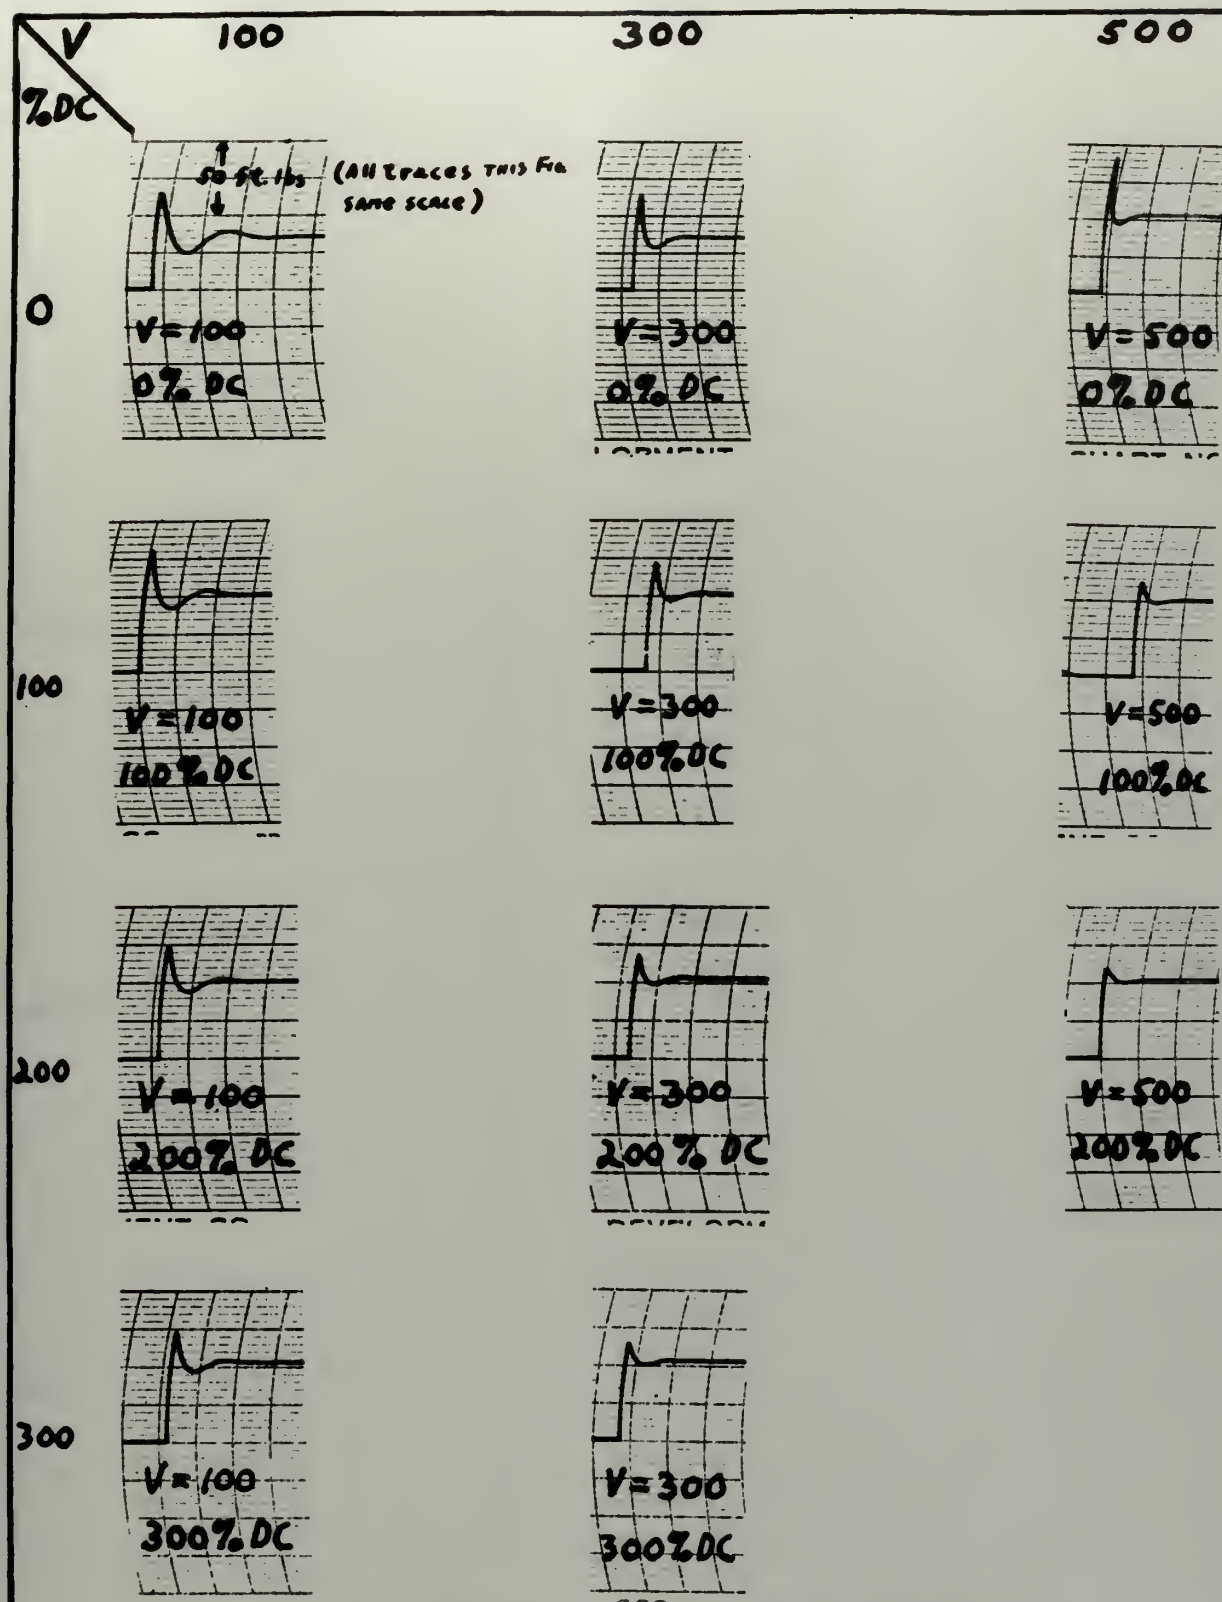 V 100 300 500
% DC
50 ft. lbs (All traces THIS FIG
SAME SCALE)
0
V = 100 V = 300 V = 500
0% DC 0% DC 0% DC
100
V = 100 V = 300 V = 500
100% DC 100% DC 100% DC
200
V = 100 V = 300 V = 500
200% DC 200% DC 200% DC
300
V = 100 V = 300
300% DC 300% DC